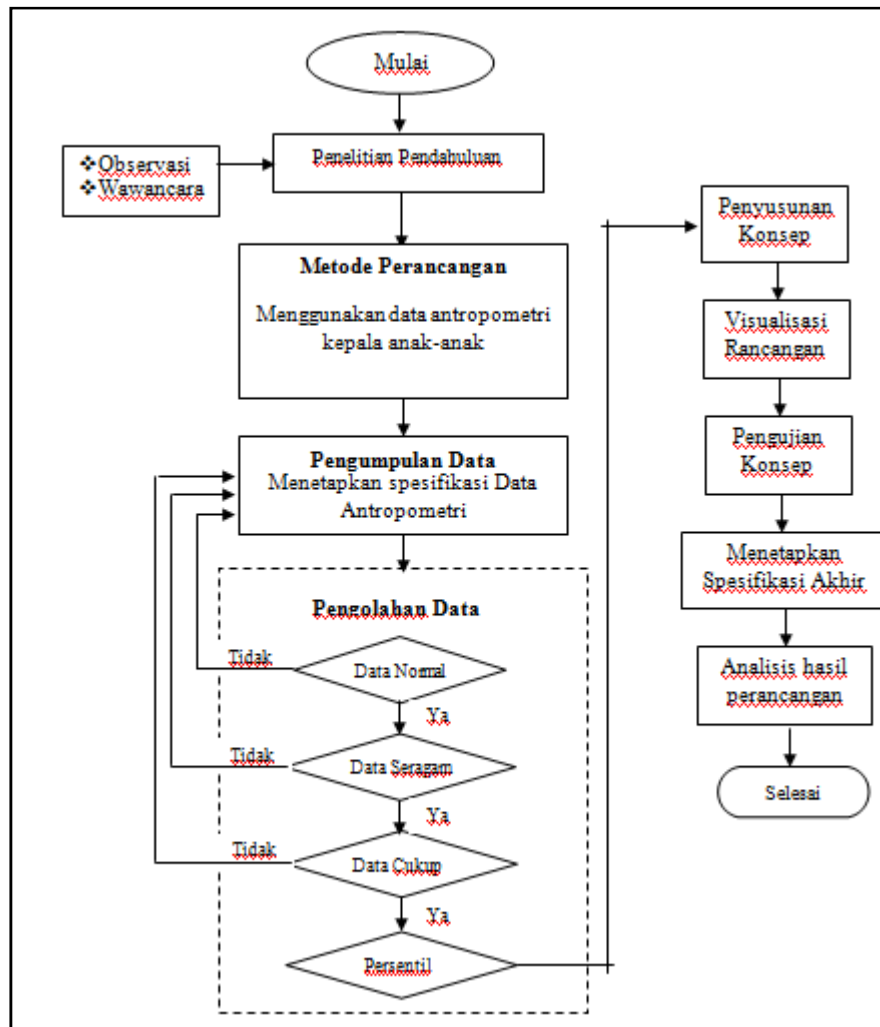 Mulai
Penelitian Pendahuluan
❖Observasi
❖Wawancara
Metode Perancangan
Menggunakan data antropometri
kepala anak-anak
Pengumpulan Data
Menetapkan spesifikasi Data
Antropometri
Pengolahan Data
Tidak
Data Normal
Ya
Tidak
Data Seragam
Ya
Tidak
Data Cukup
Ya
Persentil
Penyusunan
Konsep
Visualisasi
Rancangan
Pengujian
Konsep
Menetapkan
Spesifikasi Akhir
Analisis hasil
perancangan
Selesai